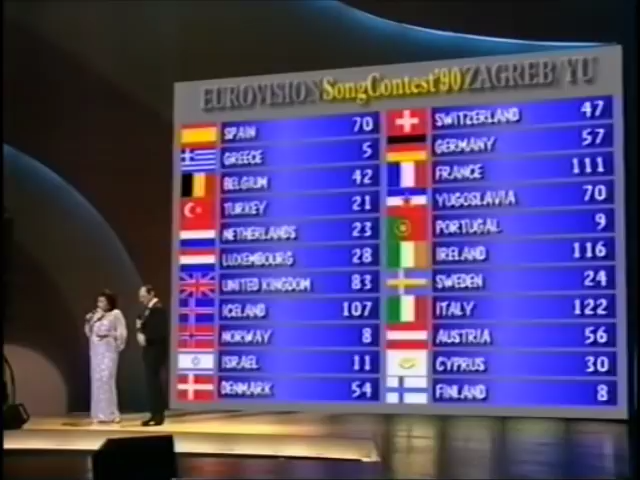 EUROVISION SongContest'90 ZAGREB YU
SPAIN 70
GREECE 5
BELGIUM 42
TURKEY 21
NETHERLANDS 23
LUXEMBOURG 28
UNITED KINGDOM 83
ICELAND 107
NORWAY 8
ISRAEL 11
DENMARK 54
SWITZERLAND 47
GERMANY 57
FRANCE 111
YUGOSLAVIA 70
PORTUGAL 9
IRELAND 116
SWEDEN 24
ITALY 122
AUSTRIA 56
CYPRUS 30
FINLAND 8